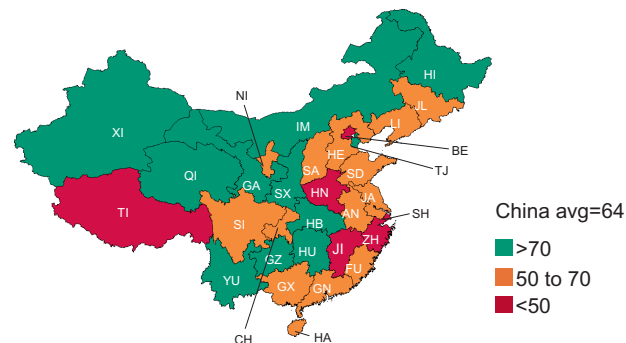 HI
JL
NI
IM
LI
XI
BE
HE
TJ
SA
SD
QI
GA
SX
HN
JA
TI
SH
AN
SI
HB
China avg=64
ZH
JI
HU
>70
GZ
FU
YU
50 to 70
GX
GN
<50
CH
HA